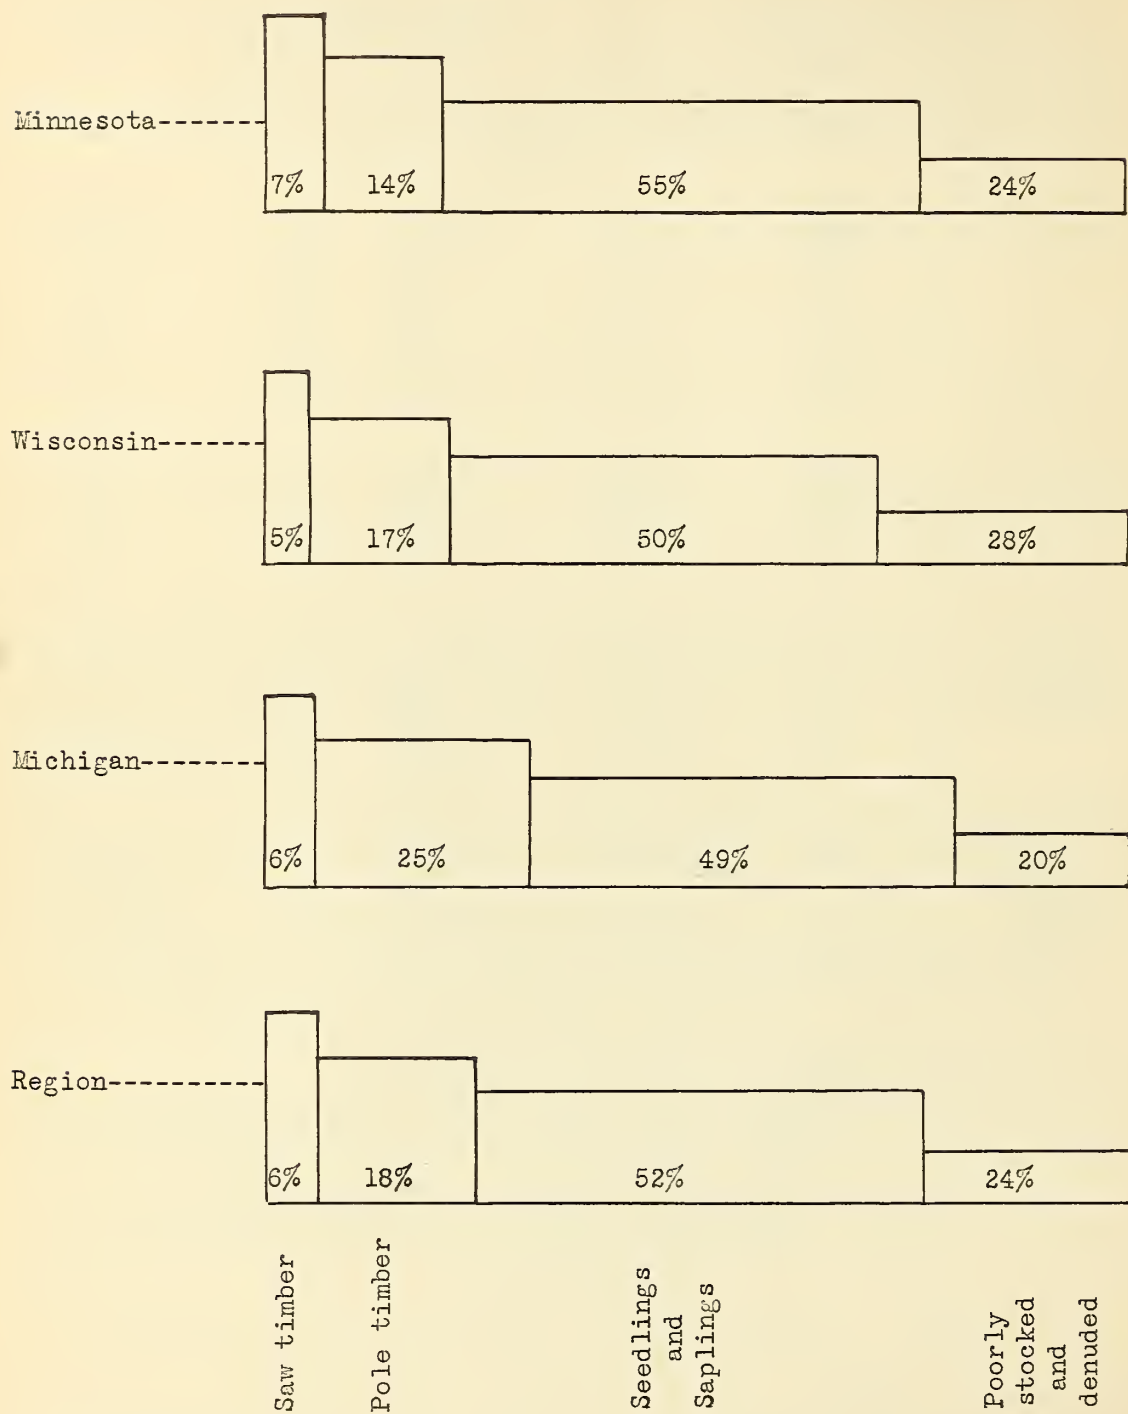 Minnesota-------
7% 14% 55% 24%
Wisconsin-------
5% 17% 50% 28%
Michigan--------
6% 25% 49% 20%
Region----------
6% 18% 52% 24%
Saw timber
Pole timber
Seedlings
and
Saplings
Poorly
stocked
and
denuded